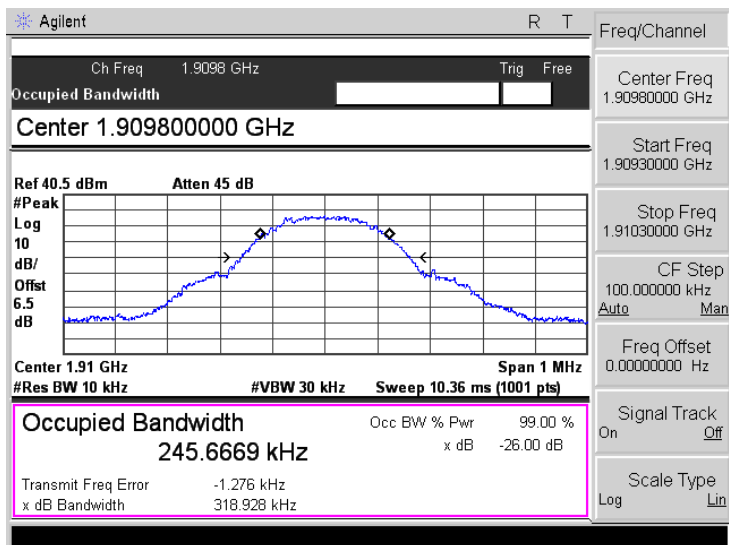 Agilent
R T
Ch Freq 1.9098 GHz Trig Free
Occupied Bandwidth
Center 1.909800000 GHz
Ref 40.5 dBm Atten 45 dB
#Peak
Log
10
dB/
Offst
6.5
dB
Center 1.91 GHz Span 1 MHz
#Res BW 10 kHz #VBW 30 kHz Sweep 10.36 ms (1001 pts)
Occupied Bandwidth
245.6669 kHz
Occ BW % Pwr 99.00 %
x dB -26.00 dB
Transmit Freq Error -1.276 kHz
x dB Bandwidth 318.928 kHz
Freq/Channel
Center Freq
1.90980000 GHz
Start Freq
1.90930000 GHz
Stop Freq
1.91030000 GHz
CF Step
100.000000 kHz
Auto Man
Freq Offset
0.00000000 Hz
Signal Track
On Off
Scale Type
Log Lin